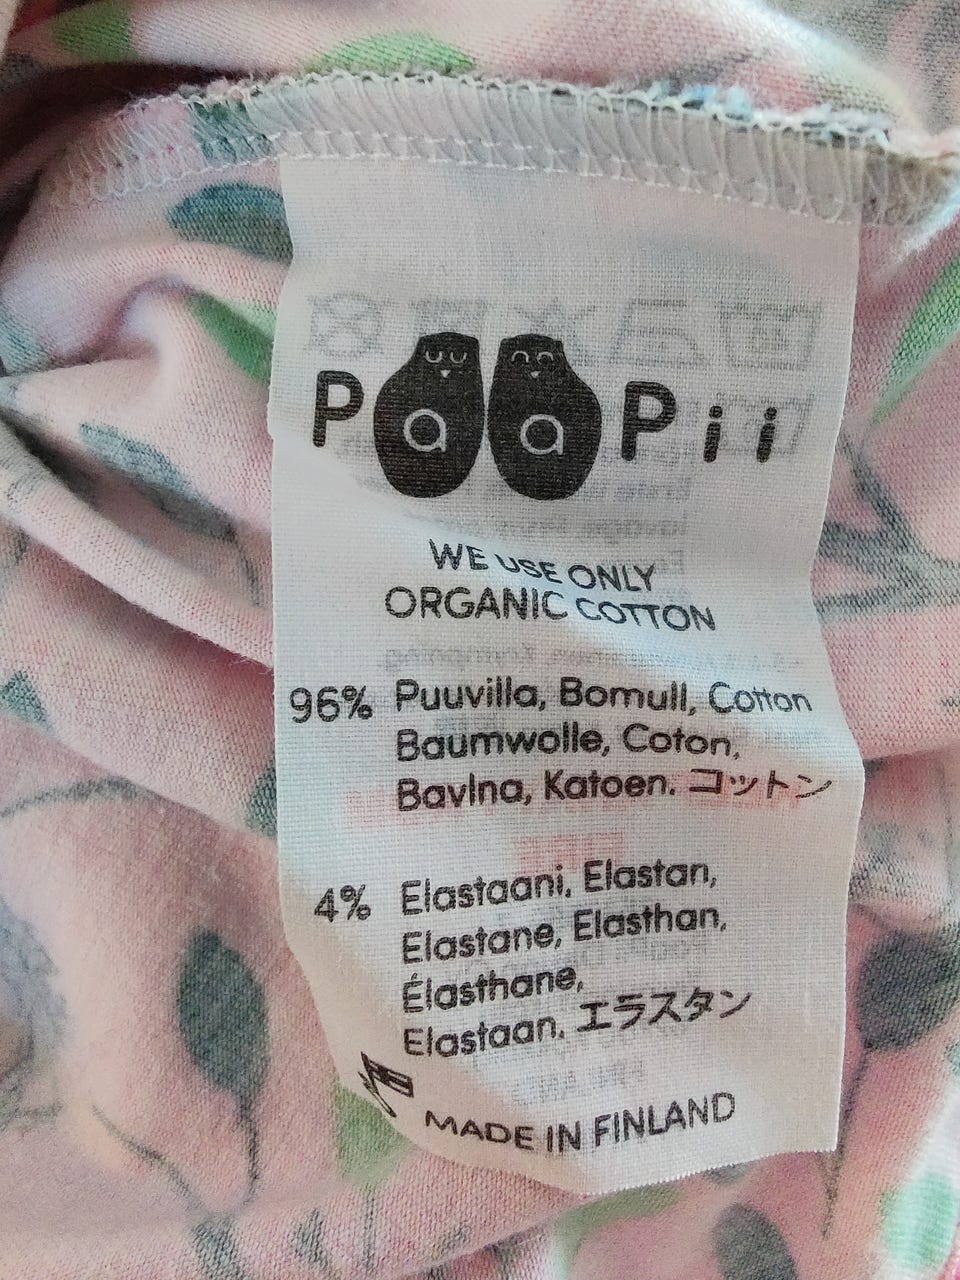 PaaPii
WE USE ONLY
ORGANIC COTTON
96% Puuvilla, Bomull, Cotton
Baumwolle, Coton,
Bavlna, Katoen. コットン
4% Elastaani, Elastan,
Elastane, Elasthan,
Élasthane,
Elastaan. エラスタン
MADE IN FINLAND